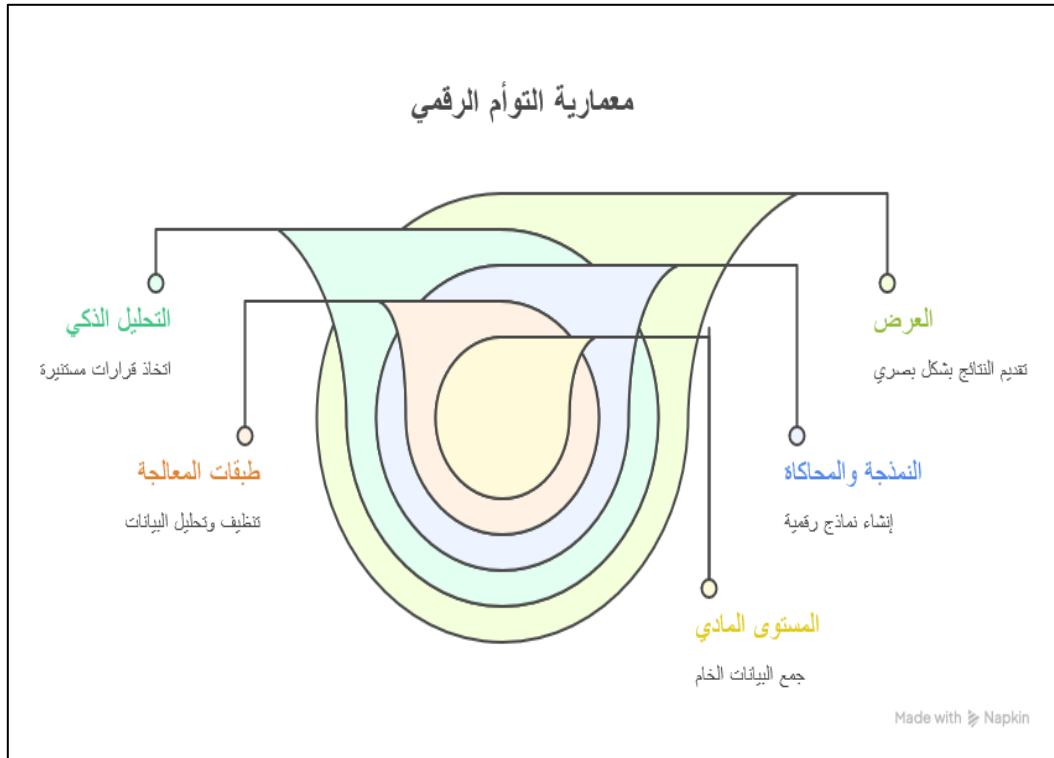 معمارية التوأم الرقمي
العرض
تقديم النتائج بشكل بصري
التحليل الذكي
اتخاذ قرارات مستنيرة
النمذجة والمحاكاة
إنشاء نماذج رقمية
طبقات المعالجة
تنظيف وتحليل البيانات
المستوى المادي
جمع البيانات الخام
Made with Napkin